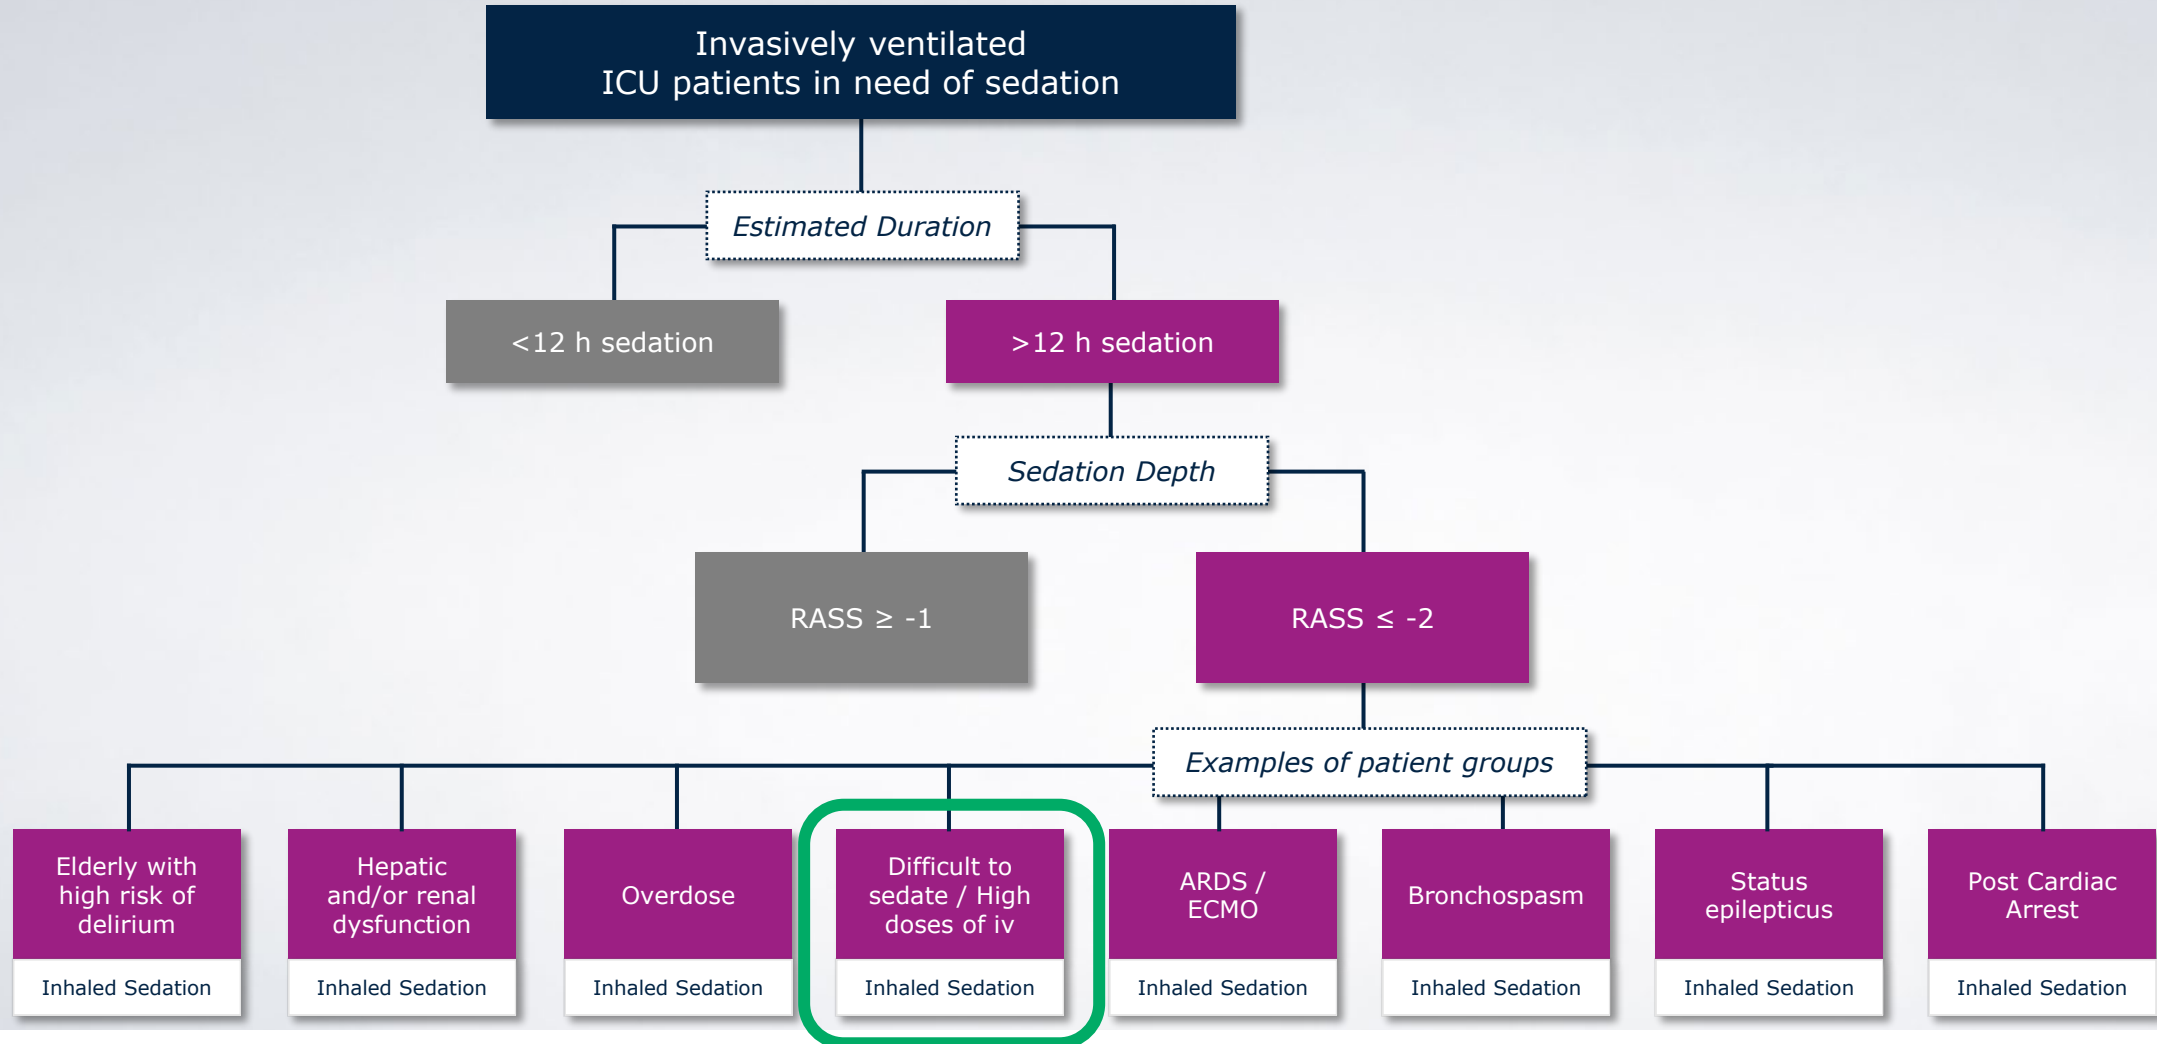 Invasively ventilated
ICU patients in need of sedation
Estimated Duration
<12 h sedation
>12 h sedation
Sedation Depth
RASS ≥ -1
RASS ≤ -2
Examples of patient groups
Elderly with
high risk of
delirium
Inhaled Sedation
Hepatic
and/or renal
dysfunction
Inhaled Sedation
Overdose
Inhaled Sedation
Difficult to
sedate / High
doses of iv
Inhaled Sedation
ARDS /
ECMO
Inhaled Sedation
Bronchospasm
Inhaled Sedation
Status
epilepticus
Inhaled Sedation
Post Cardiac
Arrest
Inhaled Sedation